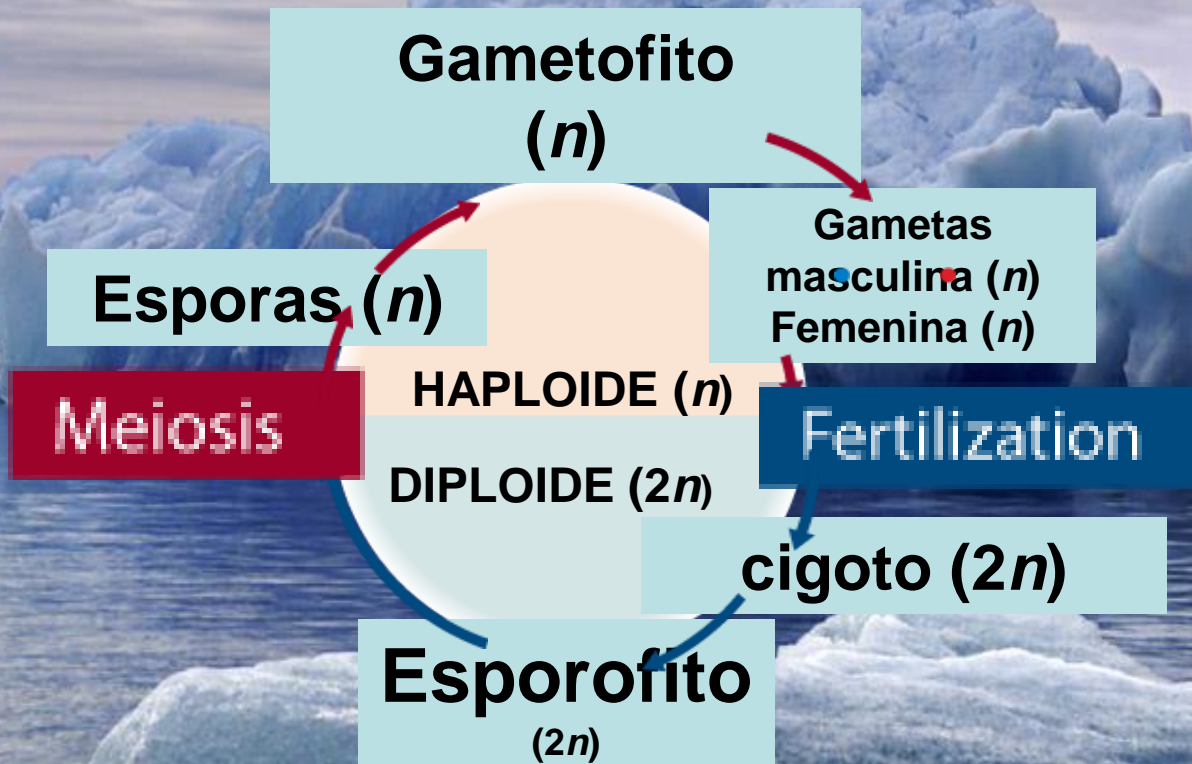 Gametofito
(n)
Gametas
masculina (n)
Femenina (n)
Esporas (n)
HAPLOIDE (n)
Meiosis
Fertilization
DIPLOIDE (2n)
cigoto (2n)
Esporofito
(2n)